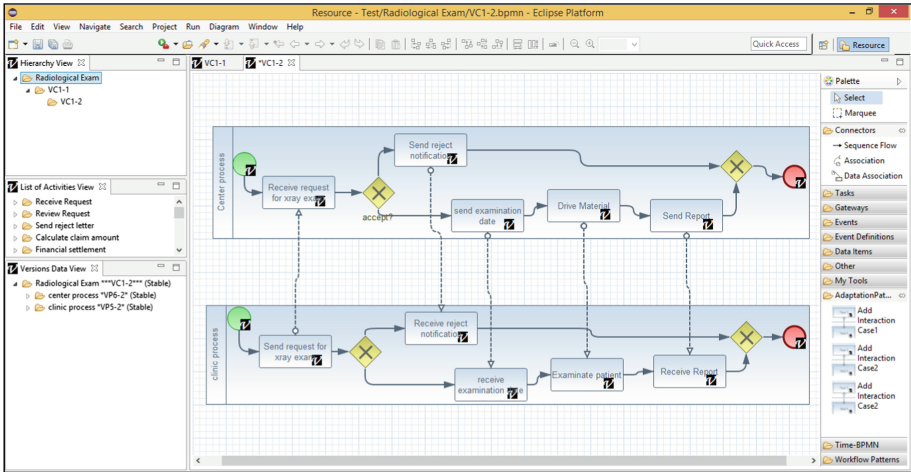 Resource - Test/Radiological Exam/VC1-2.bpmn - Eclipse Platform
File Edit View Navigate Search Project Run Diagram Window Help
Quick Access
Resource
Hierarchy View
Radiological Exam
VC1-1
VC1-2
List of Activities View
Receive Request
Review Request
Send reject letter
Calculate claim amount
Financial settlement
Versions Data View
Radiological Exam ***VC1-2*** (Stable)
center process *VP6-2* (Stable)
clinic process *VP5-2* (Stable)
VC1-1
*VC1-2
Center process
Receive request
for xray exam
accept?
Send reject
notification
send examination
date
Drive Material
Send Report
clinic process
Send request for
xray exam
Receive reject
notification
receive
examination date
Examinate patient
Receive Report
Palette
Select
Marquee
Connectors
Sequence Flow
Association
Data Association
Tasks
Gateways
Events
Event Definitions
Data Items
Other
My Tools
AdaptationPat...
Add
Interaction
Case1
Add
Interaction
Case2
Add
Interaction
Case2
Time-BPMN
Workflow Patterns